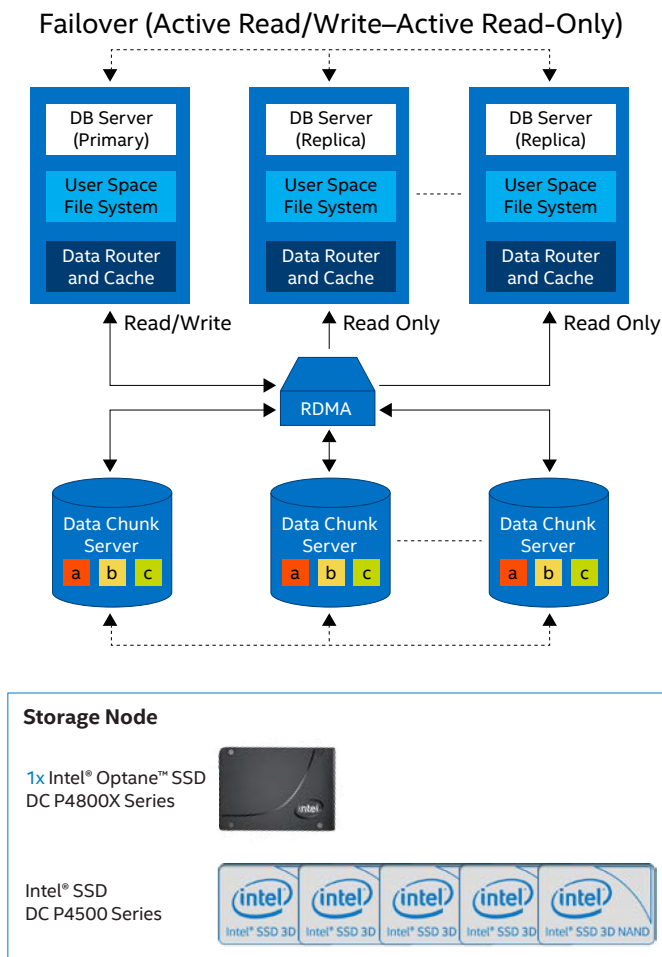 Failover (Active Read/Write–Active Read-Only)
DB Server
(Primary)
User Space
File System
Data Router
and Cache
DB Server
(Replica)
User Space
File System
Data Router
and Cache
DB Server
(Replica)
User Space
File System
Data Router
and Cache
Read/Write
Read Only
Read Only
RDMA
Data Chunk
Server
a b c
Data Chunk
Server
a b c
Data Chunk
Server
a b c
Storage Node
1x Intel® Optane™ SSD
DC P4800X Series
intel
Intel® SSD
DC P4500 Series
intel intel intel intel intel
Intel® SSD 3D Intel® SSD 3D Intel® SSD 3D Intel® SSD 3D Intel® SSD 3D NAND